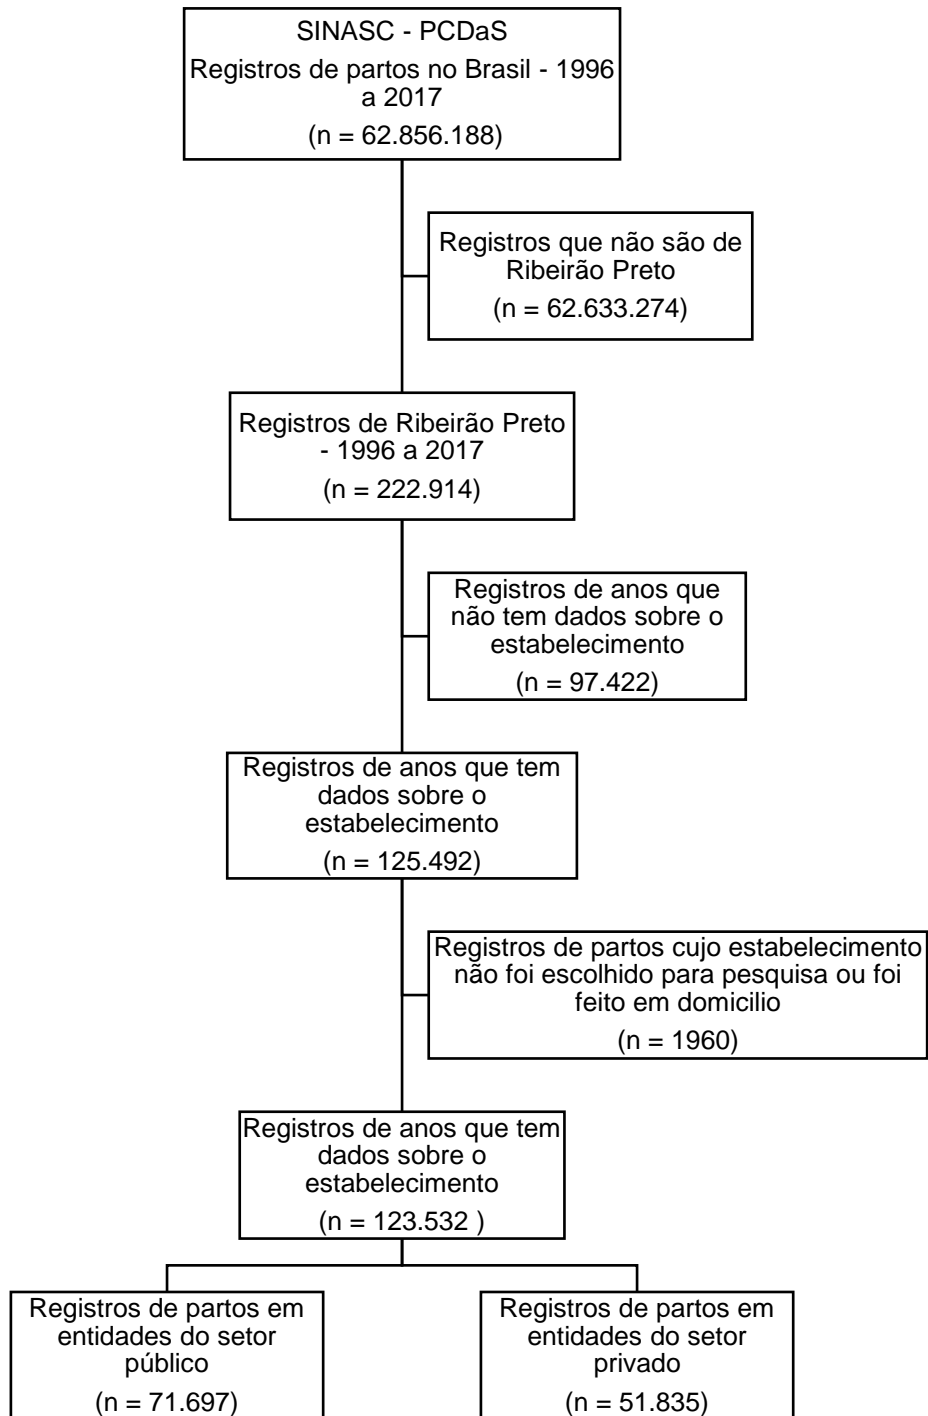 SINASC - PCDaS
Registros de partos no Brasil - 1996
a 2017
(n = 62.856.188)
Registros que não são de
Ribeirão Preto
(n = 62.633.274)
Registros de Ribeirão Preto
- 1996 a 2017
(n = 222.914)
Registros de anos que
não tem dados sobre o
estabelecimento
(n = 97.422)
Registros de anos que tem
dados sobre o
estabelecimento
(n = 125.492)
Registros de partos cujo estabelecimento
não foi escolhido para pesquisa ou foi
feito em domicilio
(n = 1960)
Registros de anos que tem
dados sobre o
estabelecimento
(n = 123.532 )
Registros de partos em
entidades do setor
público
(n = 71.697)
Registros de partos em
entidades do setor
privado
(n = 51.835)